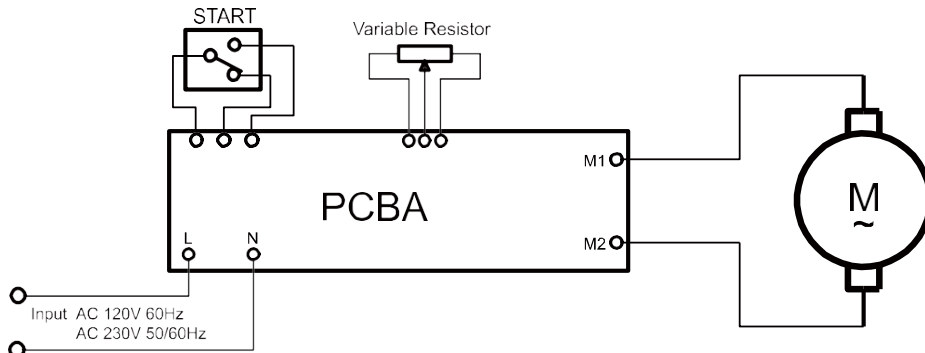 START
Variable Resistor
M1
PCBA
M
~
L
N
M2
Input AC 120V 60Hz
AC 230V 50/60Hz